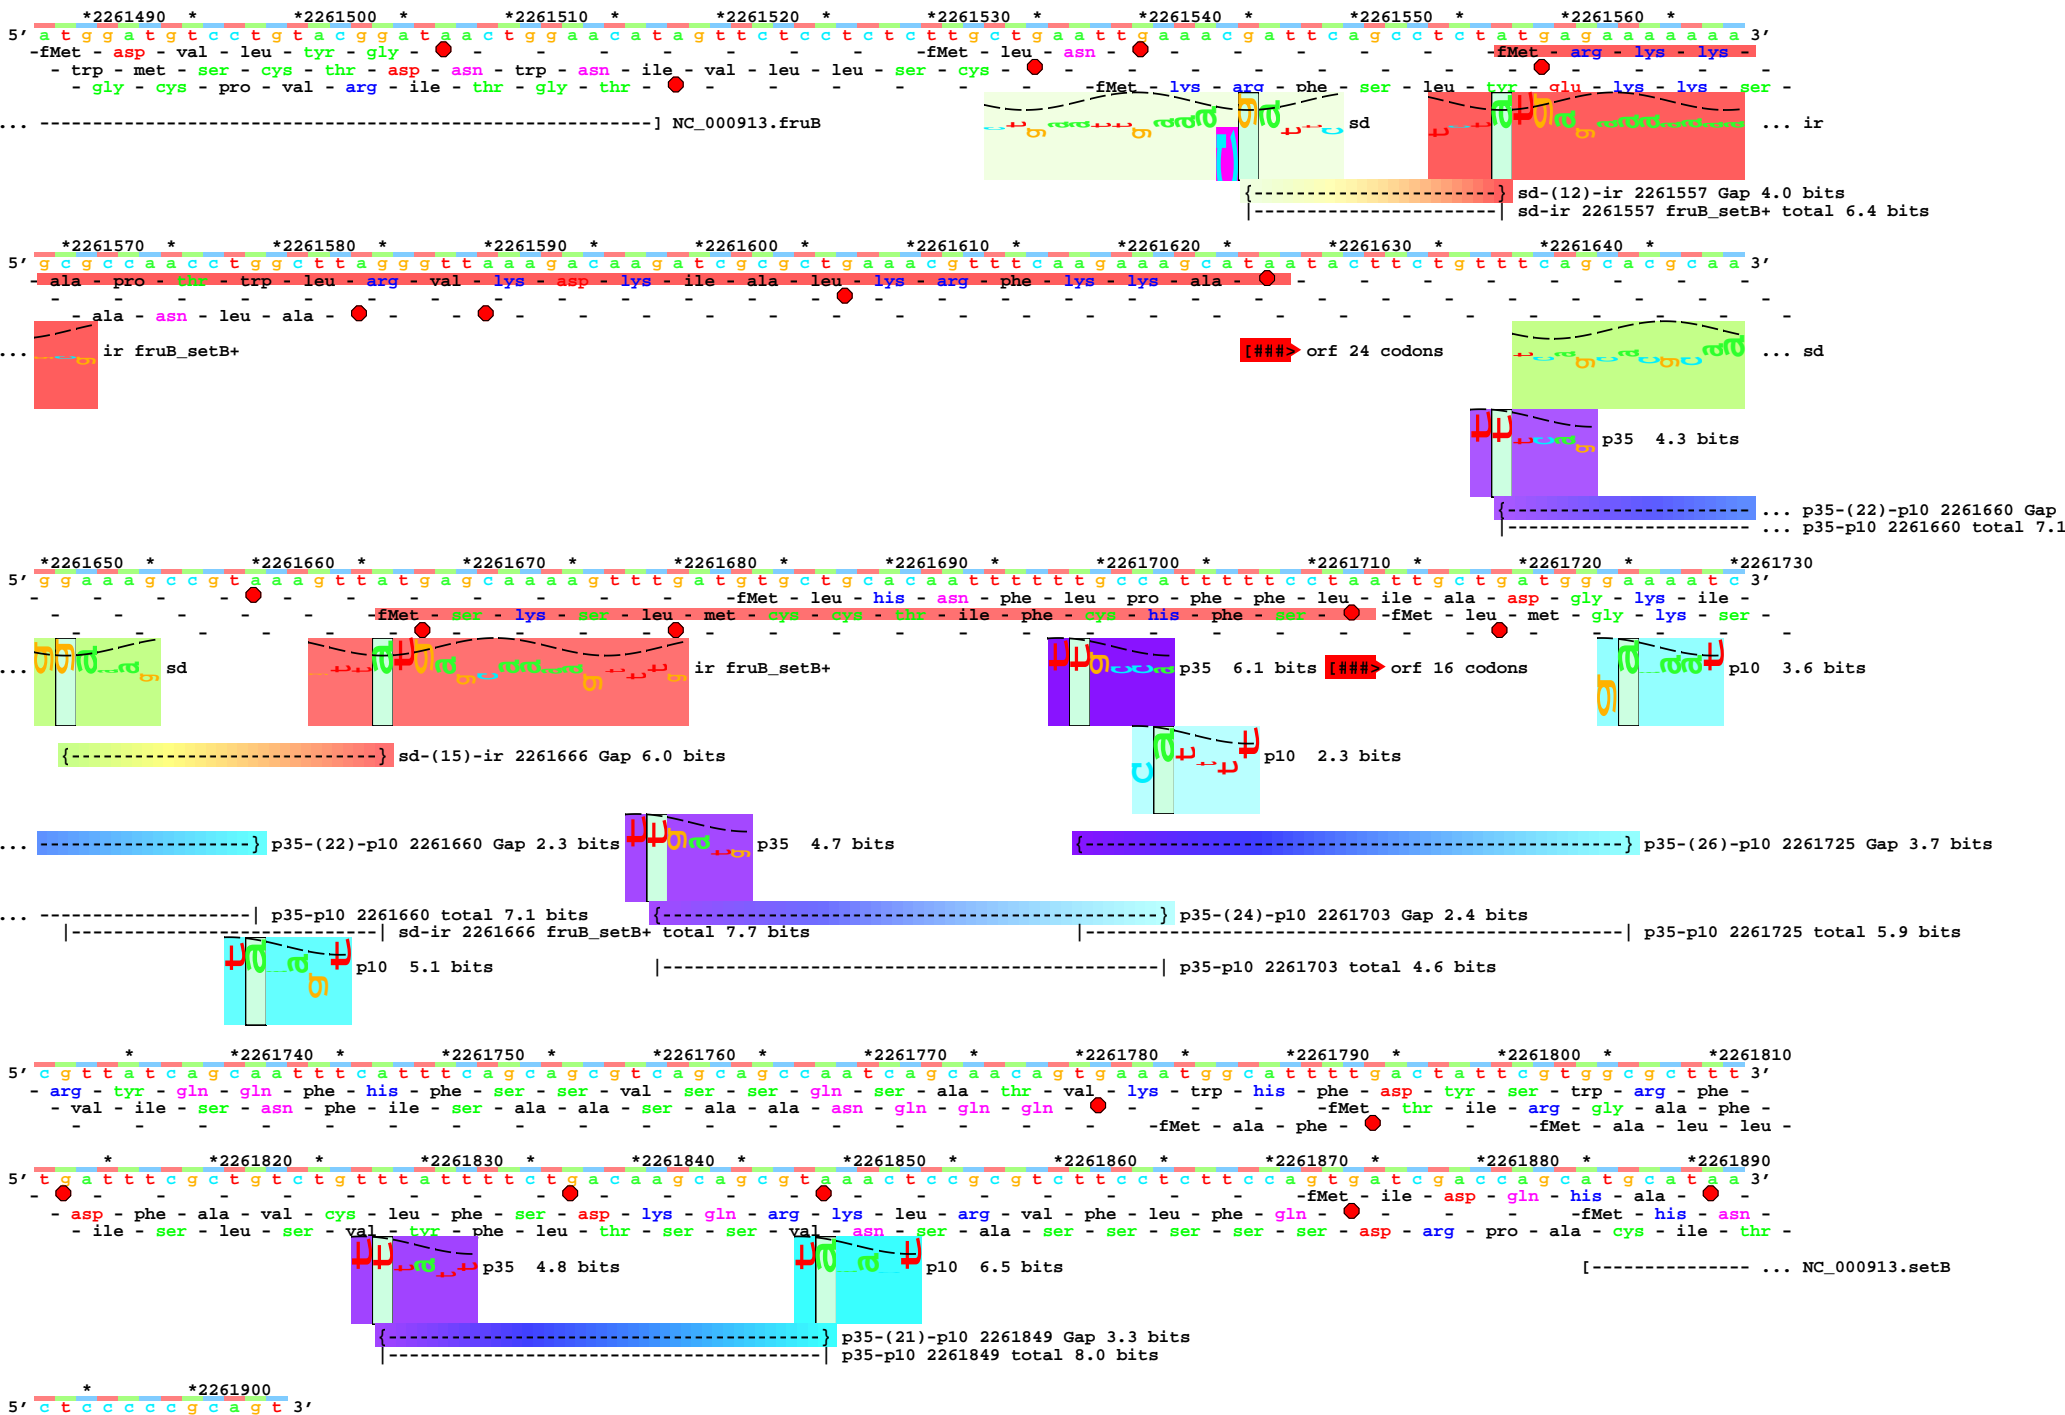 *2261490 * *2261500 * *2261510 * *2261520 * *2261530 * *2261540 * *2261550 * *2261560 *
5' a t g g a t g t c c t g t a c g g a t a a c t g g a a c a t a g t t c t c c t c t c t t g c t g a a t t g a a a c g a t t c a g c c t c t a t g a g a a a a a a a 3'
-fMet - asp - val - leu - tyr - gly - -fMet - leu - asn - - - - - - - - - -fMet - arg - lys - lys -
- trp - met - ser - cys - thr - asp - asn - trp - asn - ile - val - leu - leu - ser - cys -
- gly - cys - pro - val - arg - ile - thr - gly - thr - - - - - - - -fMet - lys - arg - phe - ser - leu - tyr - glu - lys - lys - ser -
... -----------------------------] NC_000913.fruB
sd
... ir
{------------------------} sd-(12)-ir 2261557 Gap 4.0 bits
|-----------------------| sd-ir 2261557 fruB_setB+ total 6.4 bits
*2261570 * *2261580 * *2261590 * *2261600 * *2261610 * *2261620 * *2261630 * *2261640 *
5' g c g c c a a c c t g g c t t a g g g t t a a a g a c a a g a t c g c g c t g a a a c g t t t c a a g a a a g c a t a a t a c t t c t g t t t c a g c a c g c a a 3'
- ala - pro - thr - trp - leu - arg - val - lys - asp - lys - ile - ala - leu - lys - arg - phe - lys - lys - ala -
- ala - asn - leu - ala -
... ir fruB_setB+
[###> orf 24 codons
... sd
p35 4.3 bits
{----------------------- ... p35-(22)-p10 2261660 Gap
|----------------------- ... p35-p10 2261660 total 7.1
*2261650 * *2261660 * *2261670 * *2261680 * *2261690 * *2261700 * *2261710 * *2261720 * *2261730
5' g g a a a g c c g t a a a g t t a t g a g c a a a a g t t t g a t g t g c t g c a c a a t t t t t t g c c a t t t t t c c t a a t t g c t g a t g g g a a a a t c 3'
-fMet - leu - his - asn - phe - leu - pro - phe - phe - leu - ile - ala - asp - gly - lys - ile -
-fMet - ser - lys - ser - leu - met - cys - cys - thr - ile - phe - cys - his - phe - ser - -fMet - leu - met - gly - lys - ser -
... sd
ir fruB_setB+
p35 6.1 bits
[###> orf 16 codons
p10 3.6 bits
{-----------------------------} sd-(15)-ir 2261666 Gap 6.0 bits
p10 2.3 bits
... --------------------} p35-(22)-p10 2261660 Gap 2.3 bits
p35 4.7 bits
{---------------------------------------------------} p35-(26)-p10 2261725 Gap 3.7 bits
... --------------------| p35-p10 2261660 total 7.1 bits
{-----------------------------------------------} p35-(24)-p10 2261703 Gap 2.4 bits
|-----------------------------| sd-ir 2261666 fruB_setB+ total 7.7 bits
|---------------------------------------------------| p35-p10 2261725 total 5.9 bits
p10 5.1 bits
|-----------------------------------------------| p35-p10 2261703 total 4.6 bits
* *2261740 * *2261750 * *2261760 * *2261770 * *2261780 * *2261790 * *2261800 * *2261810
5' c g t t a t c a g c a a t t t c a t t t c a g c a g c g t c a g c a g c c a a t c a g c a a c a g t g a a a t g g c a t t t t g a c t a t t c g t g g c g c t t t 3'
- arg - tyr - gln - gln - phe - his - phe - ser - ser - val - ser - ser - gln - ser - ala - thr - val - lys - trp - his - phe - asp - tyr - ser - trp - arg - phe -
- val - ile - ser - asn - phe - ile - ser - ala - ala - ser - ala - ala - asn - gln - gln - gln - - - - -fMet - thr - ile - arg - gly - ala - phe -
-fMet - ala - phe - - - - -fMet - ala - leu - leu -
* *2261820 * *2261830 * *2261840 * *2261850 * *2261860 * *2261870 * *2261880 * *2261890
5' t g a t t t c g c t g t c t g t t t a t t t t c t g a c a a g c a g c g t a a a c t c c g c g t c t t c c t c t t c c a g t g a t c g a c c a g c a t g c a t a a 3'
-fMet - ile - asp - gln - his - ala -
- asp - phe - ala - val - cys - leu - phe - ser - asp - lys - gln - arg - lys - leu - arg - val - phe - leu - phe - gln - - - - - -fMet - his - asn -
- ile - ser - leu - ser - val - tyr - phe - leu - thr - ser - ser - val - asn - ser - ala - ser - ser - ser - ser - ser - asp - arg - pro - ala - cys - ile - thr -
p35 4.8 bits
p10 6.5 bits
[--------------- ... NC_000913.setB
{-----------------------------------------} p35-(21)-p10 2261849 Gap 3.3 bits
|-----------------------------------------| p35-p10 2261849 total 8.0 bits
* *2261900
5' c t c c c c c g c a g t 3'